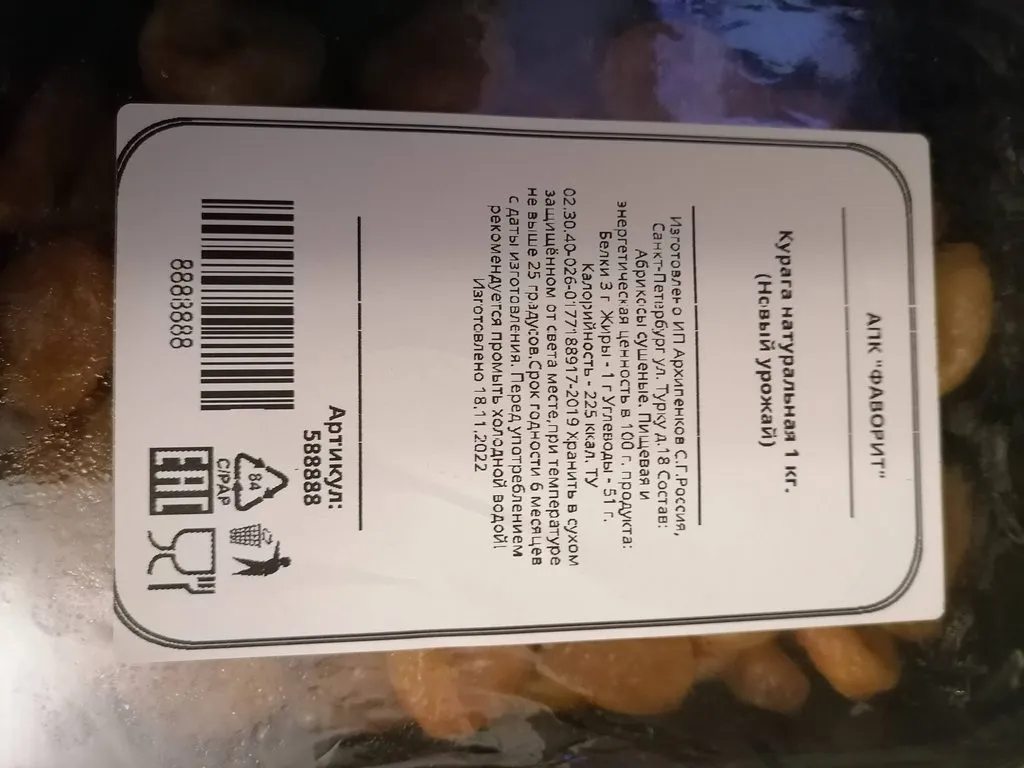 АПК "ФАВОРИТ"
Курага натуральная 1 кг.
(Новый урожай)
Изготовлено ИП Архипенков С.Г.Россия,
Санкт-Петербург ул. Турку д.18 Состав:
Абрикосы сушеные. Пищевая и
энергетическая ценность в 100 г. продукта:
Белки 3 г Жиры - 1 г Углеводы - 51 г.
Калорийность - 225 ккал. ТУ
02.30.40-026-0177188917-2019 Хранить в сухом
защищённом от света месте,при температуре
не выше 25 градусов.Срок годности 6 месяцев
с даты изготовления. Перед употреблением
рекомендуется промыть холодной водой!
Изготовлено 18.11.2022
Артикул:
588888
88883888
84
C/PAP
EAC